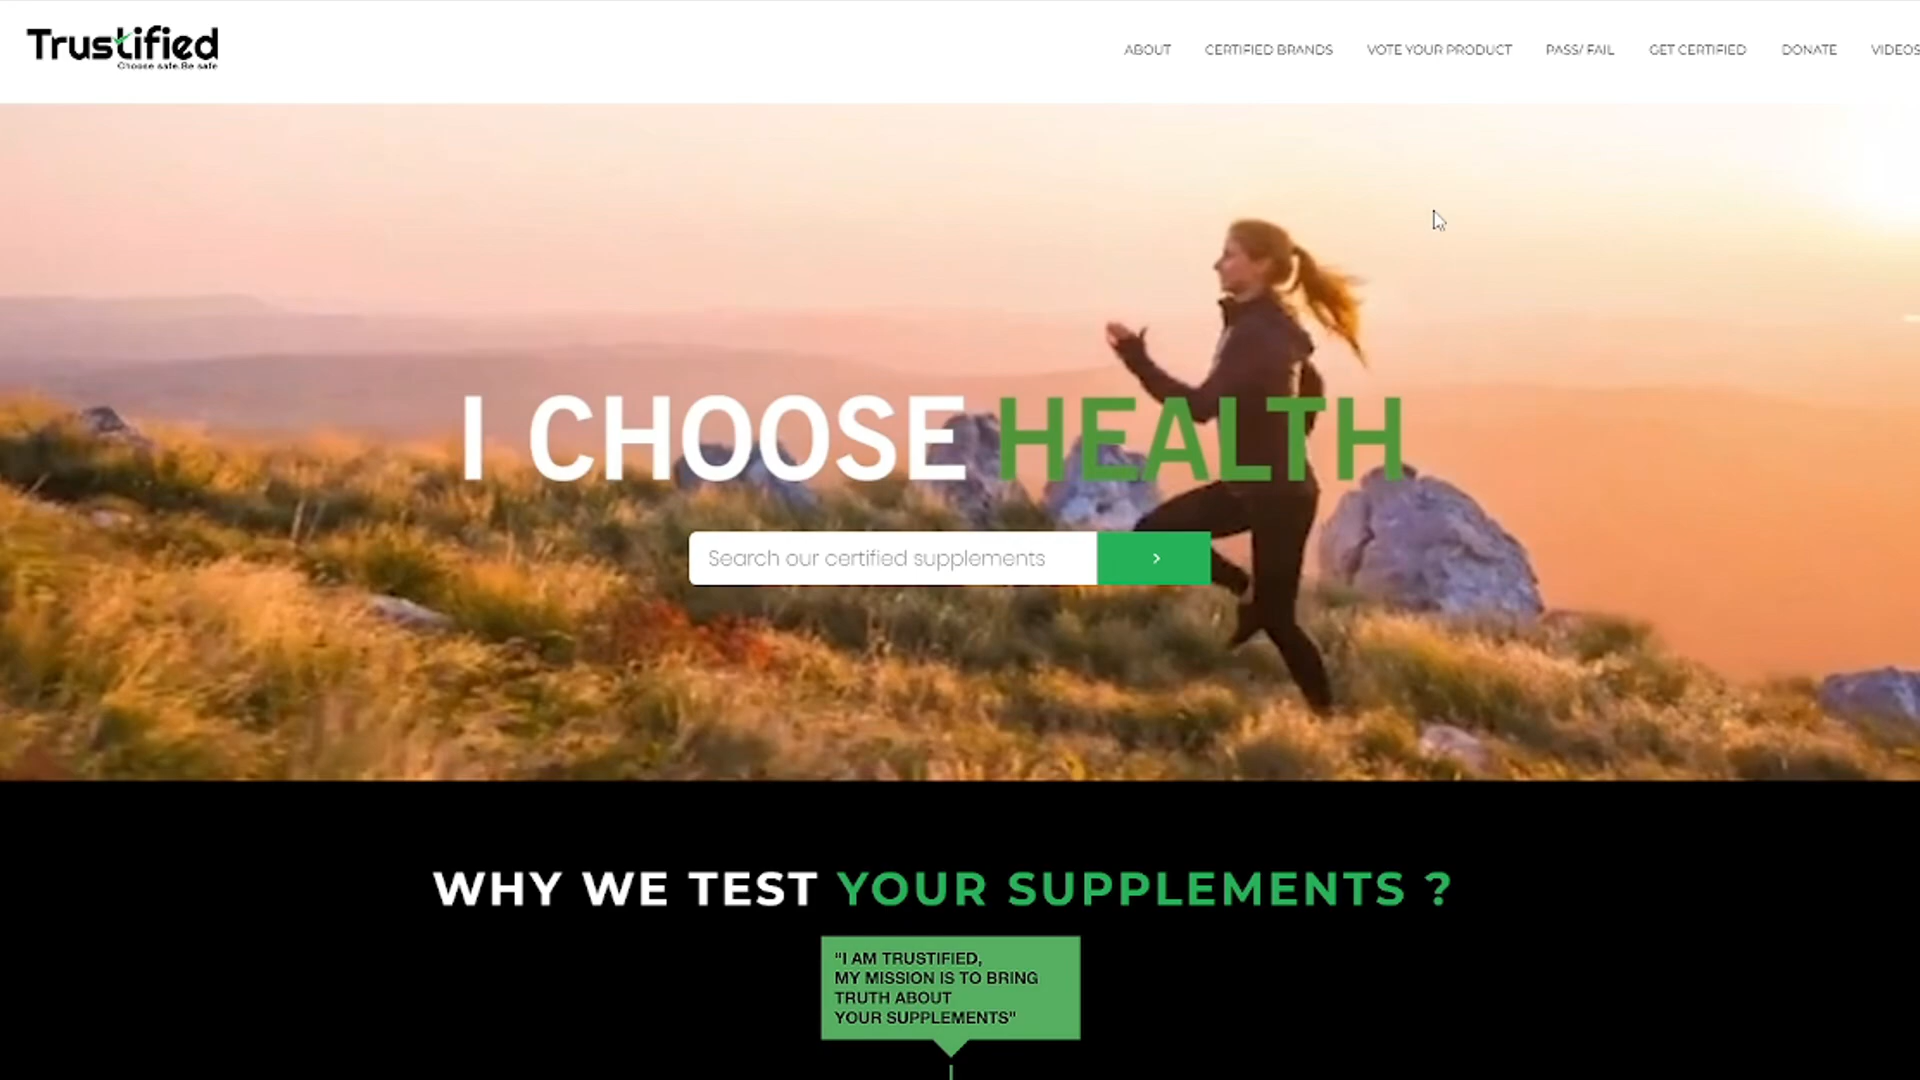 Trustified
Choose safe.Be safe
ABOUT CERTIFIED BRANDS VOTE YOUR PRODUCT PASS/ FAIL GET CERTIFIED DONATE VIDEOS
I CHOOSE HEALTH
Search our certified supplements
WHY WE TEST YOUR SUPPLEMENTS ?
"I AM TRUSTIFIED,
MY MISSION IS TO BRING
TRUTH ABOUT
YOUR SUPPLEMENTS"